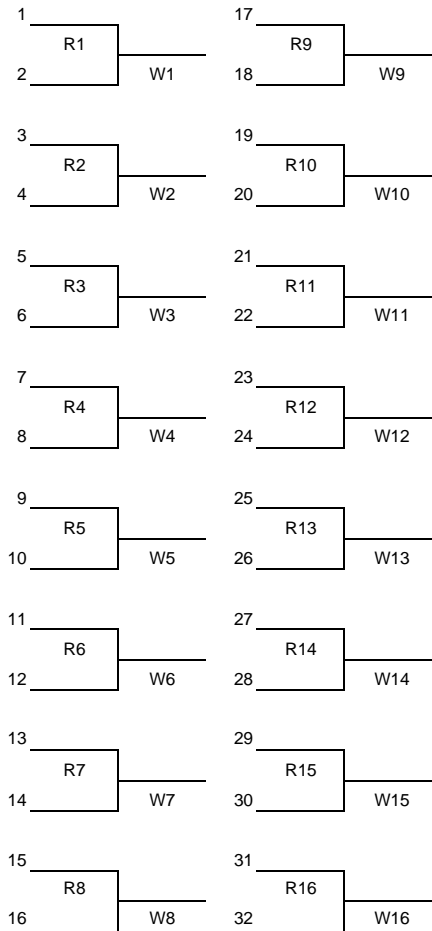 1 17
R1 R9
2 W1 18 W9
3 19
R2 R10
4 W2 20 W10
5 21
R3 R11
6 W3 22 W11
7 23
R4 R12
8 W4 24 W12
9 25
R5 R13
10 W5 26 W13
11 27
R6 R14
12 W6 28 W14
13 29
R7 R15
14 W7 30 W15
15 31
R8 R16
16 W8 32 W16